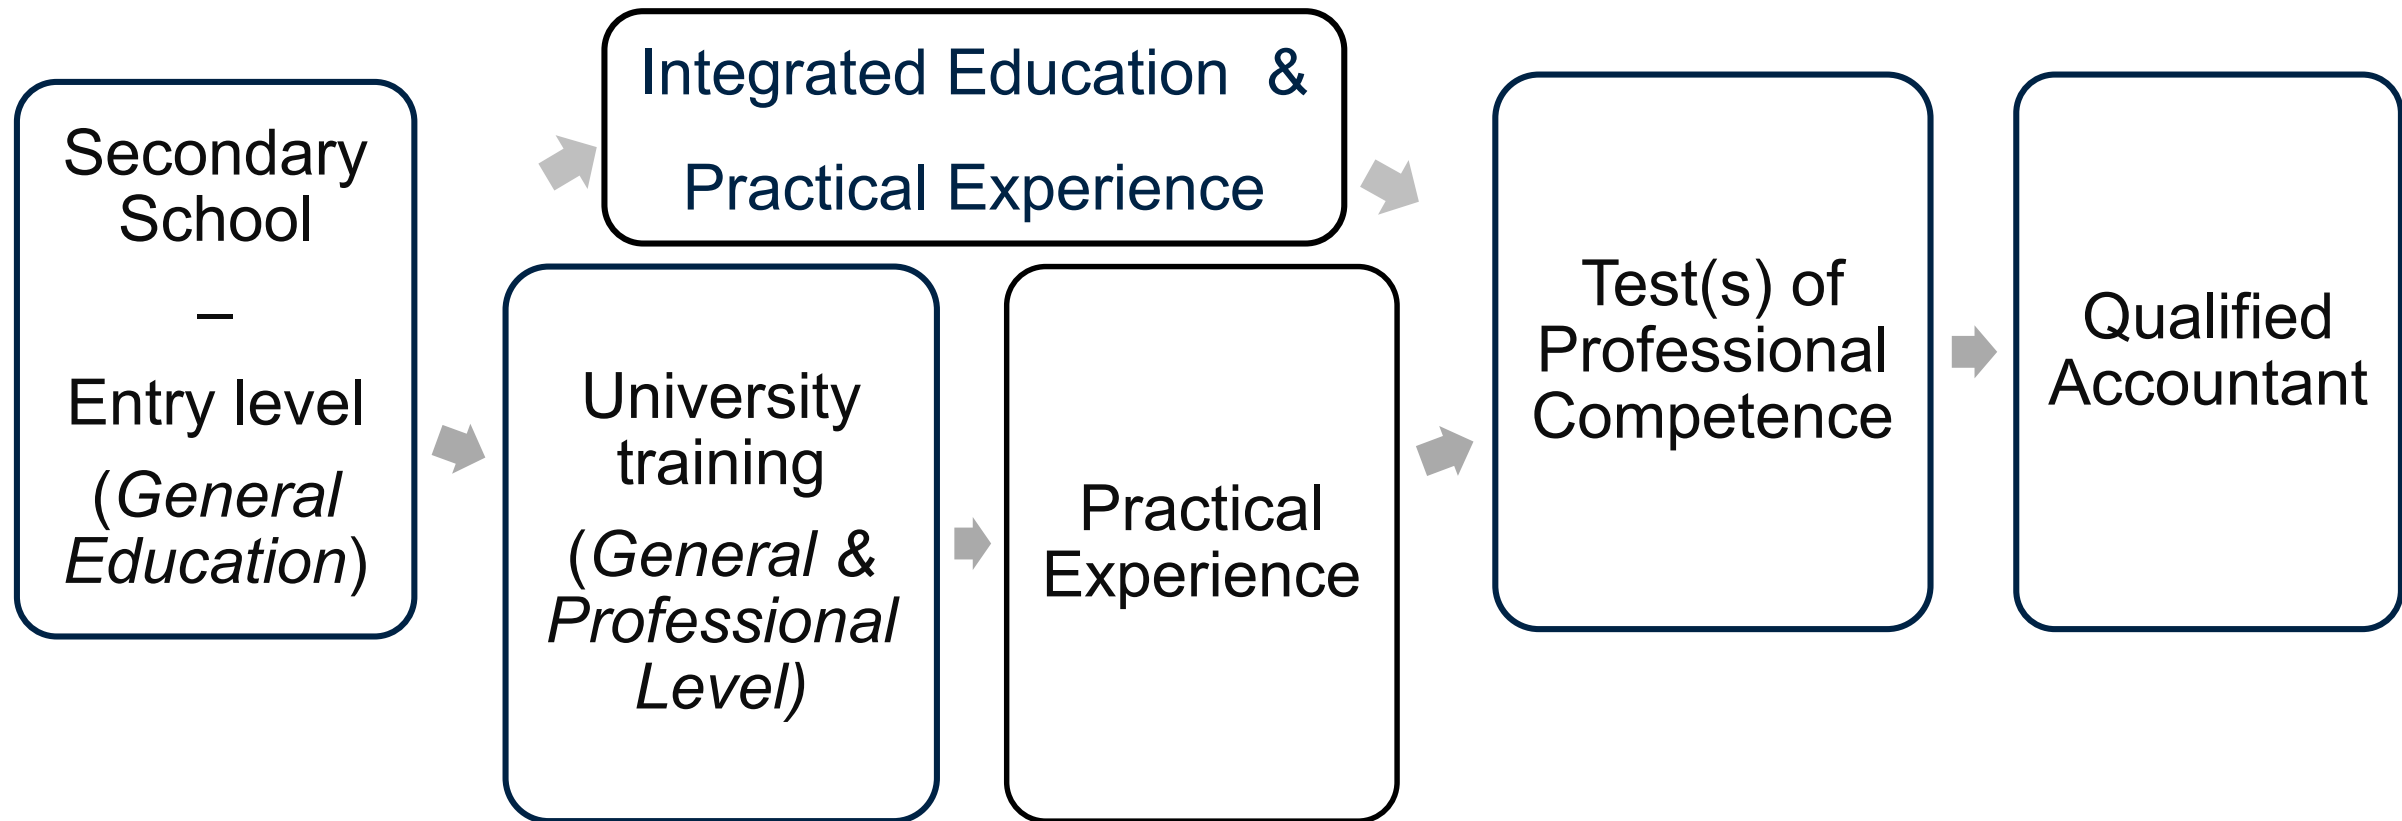 Secondary
School
–
Entry level
(General
Education)
Integrated Education &
Practical Experience
University
training
(General &
Professional
Level)
Practical
Experience
Test(s) of
Professional
Competence
Qualified
Accountant